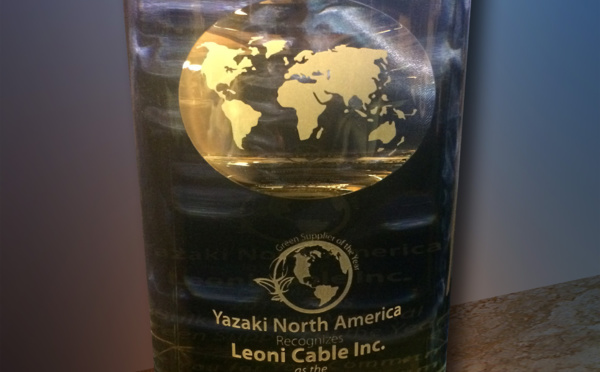 Green Supplier of the Year
Yazaki North America
Recognizes
Leoni Cable Inc.
as the